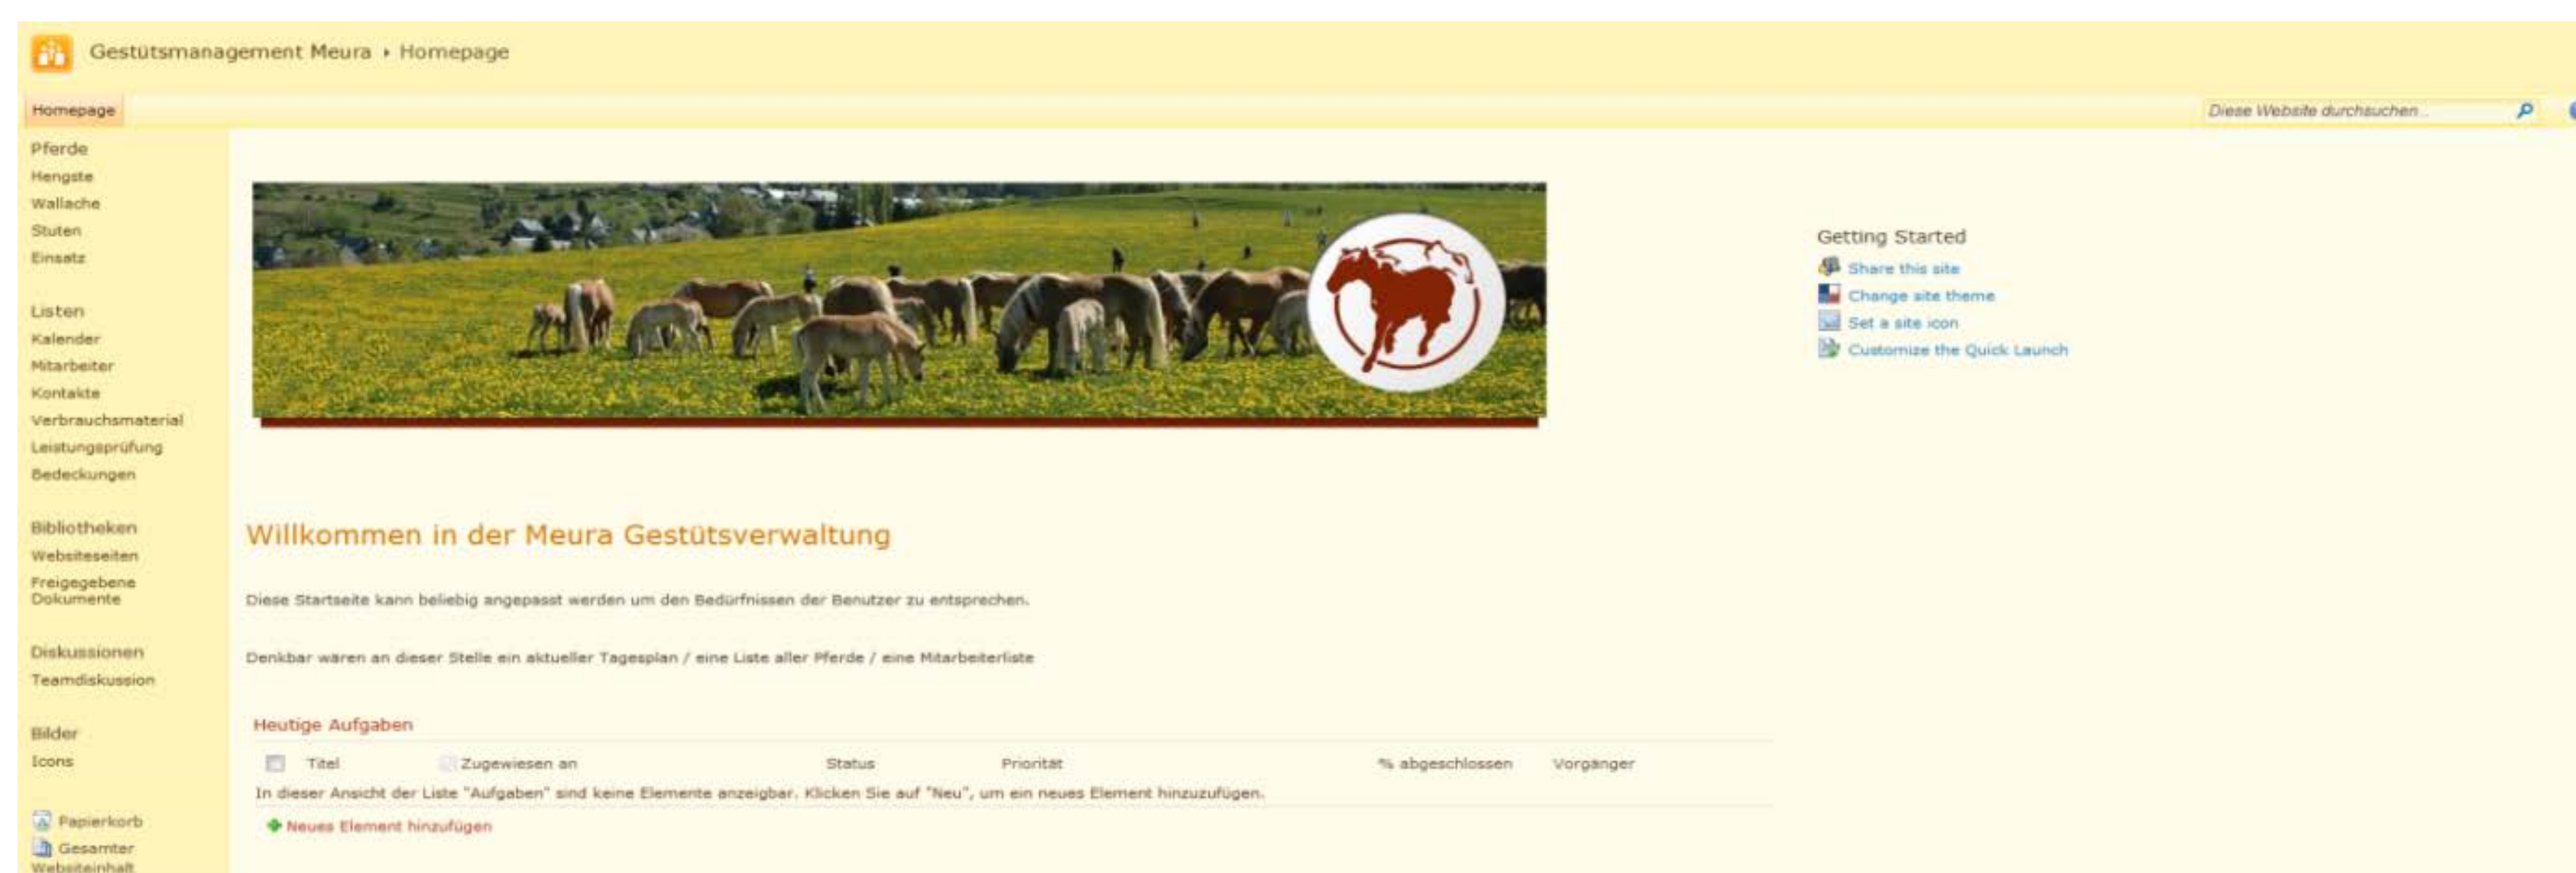 Gestütsmanagement Meura ▸ Homepage
Homepage
Diese Website durchsuchen...
Pferde
Hengste
Wallache
Stuten
Einsatz
Listen
Kalender
Mitarbeiter
Kontakte
Verbrauchsmaterial
Leistungsprüfung
Bedeckungen
Bibliotheken
Websiteseiten
Freigegebene
Dokumente
Diskussionen
Teamdiskussion
Bilder
Icons
Papierkorb
Gesamter
Websiteinhalt
Getting Started
Share this site
Change site theme
Set a site icon
Customize the Quick Launch
Willkommen in der Meura Gestütsverwaltung
Diese Startseite kann beliebig angepasst werden um den Bedürfnissen der Benutzer zu entsprechen.
Denkbar wären an dieser Stelle ein aktueller Tagesplan / eine Liste aller Pferde / eine Mitarbeiterliste
Heutige Aufgaben
Titel Zugewiesen an Status Priorität % abgeschlossen Vorgänger
In dieser Ansicht der Liste "Aufgaben" sind keine Elemente anzeigbar. Klicken Sie auf "Neu", um ein neues Element hinzuzufügen.
Neues Element hinzufügen